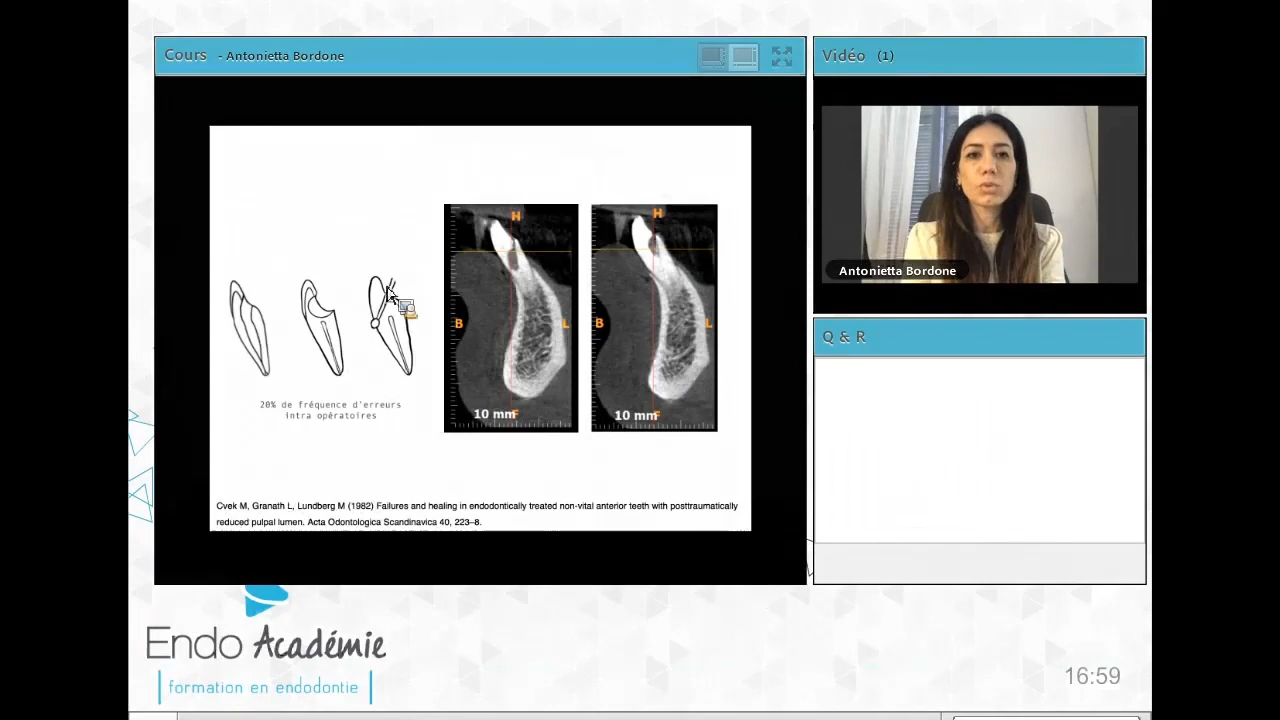 Cours - Antonietta Bordone
Vidéo (1)
Antonietta Bordone
Q & R
H
H
B
L
B
L
10 mm
F
10 mm
F
20% de fréquence d'erreurs
intra opératoires
Cvek M, Granath L, Lundberg M (1982) Failures and healing in endodontically treated non-vital anterior teeth with posttraumatically
reduced pulpal lumen. Acta Odontologica Scandinavica 40, 223–8.
Endo Académie
formation en endodontie
16:59